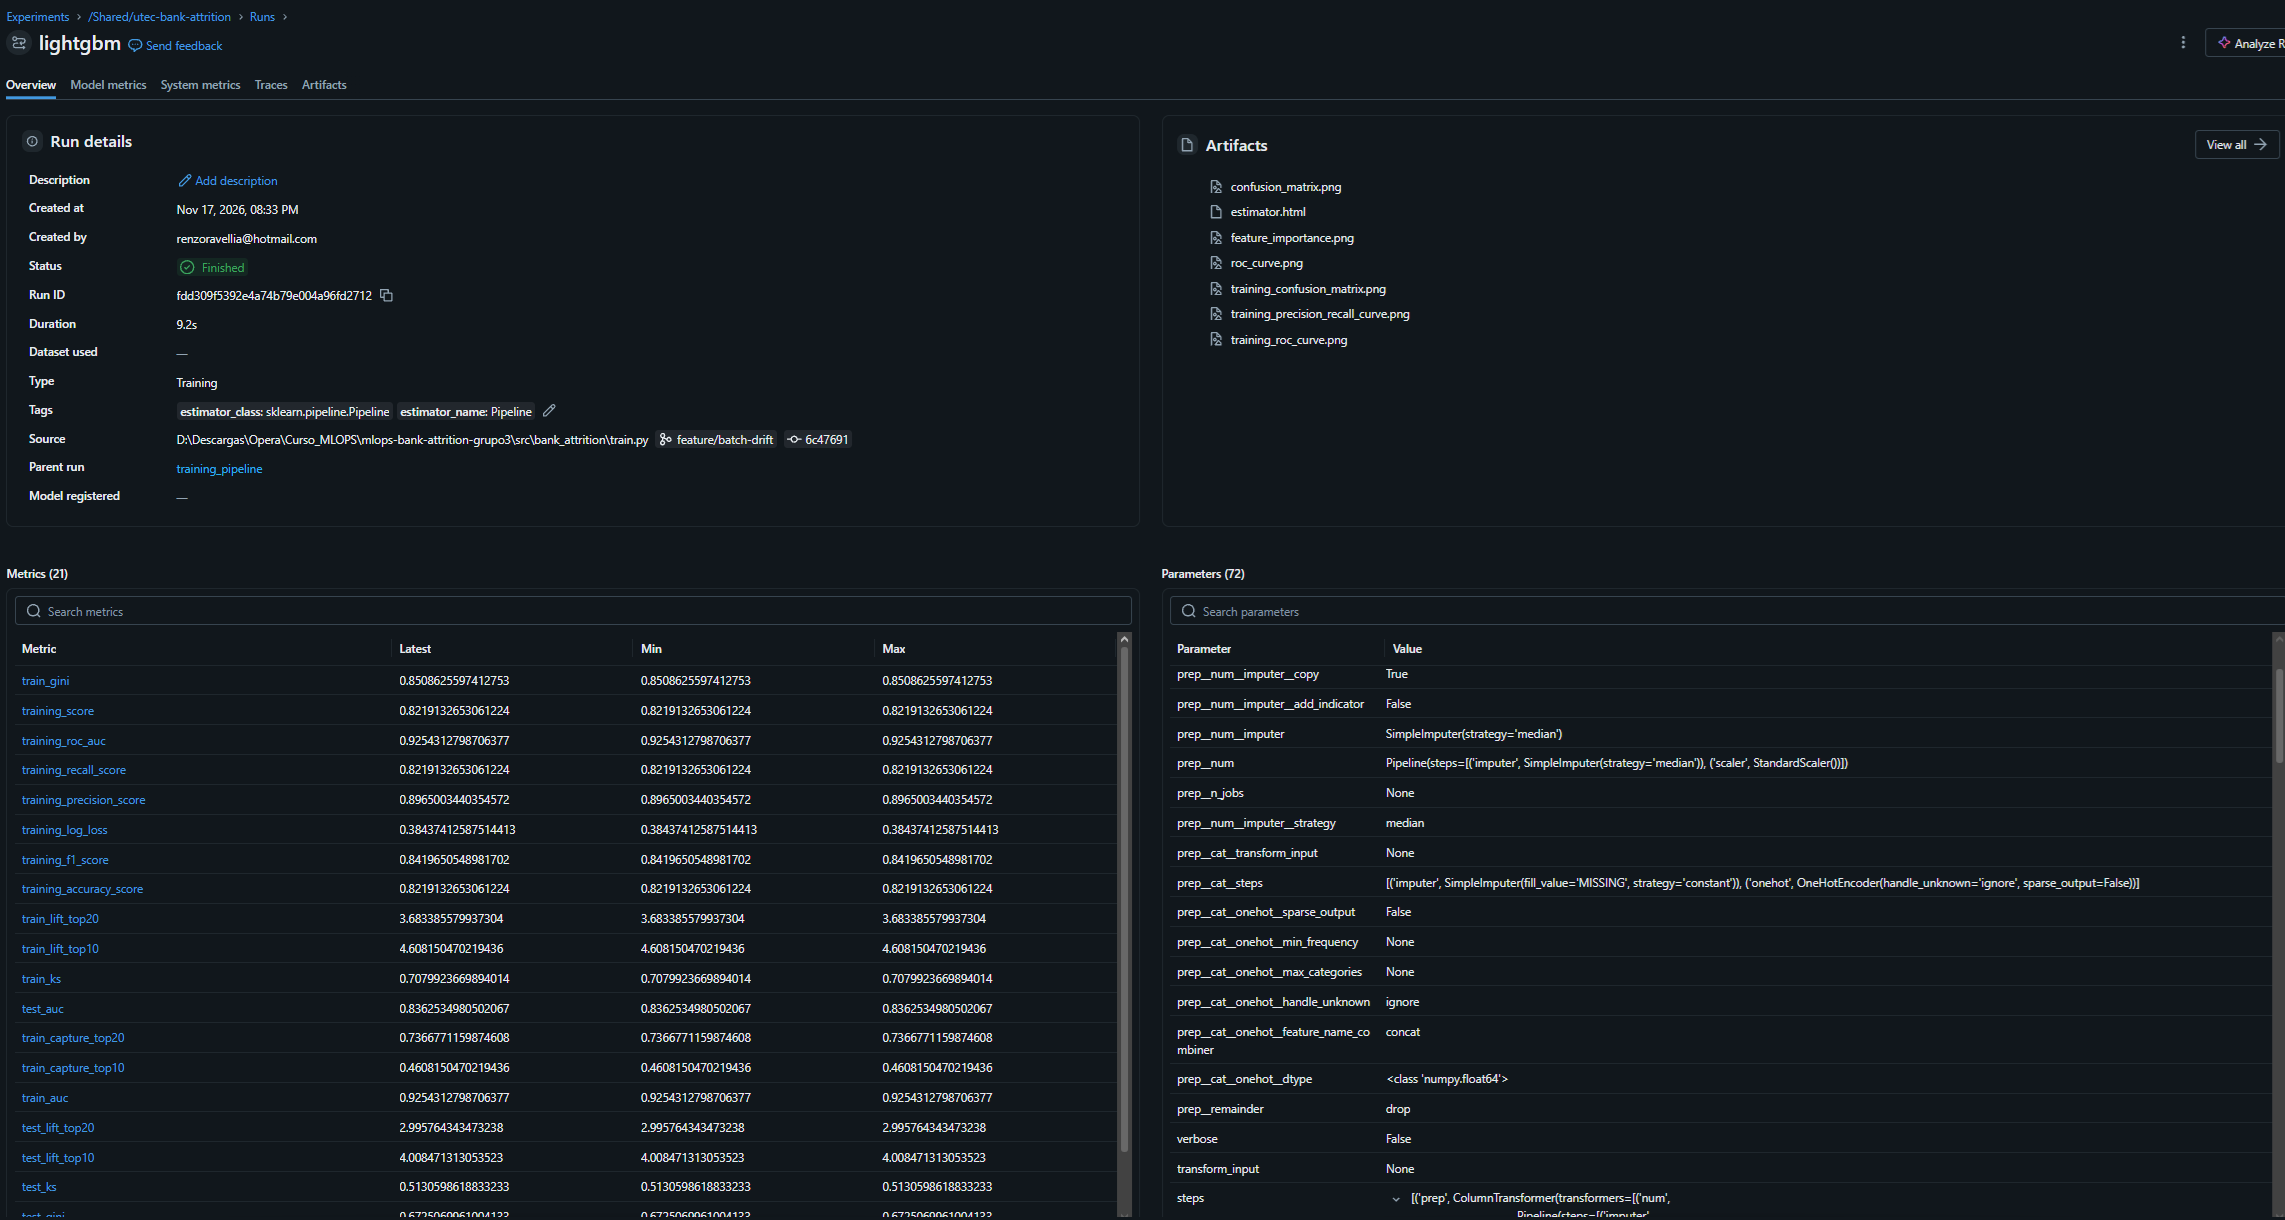 Experiments > /Shared/utec-bank-attrition > Runs >
lightgbm Send feedback
Analyze R
Overview Model metrics System metrics Traces Artifacts
Run details
Description Add description
Created at Nov 17, 2026, 08:33 PM
Created by renzoravellia@hotmail.com
Status Finished
Run ID fdd309f5392e4a74b79e004a96fd2712
Duration 9.2s
Dataset used —
Type Training
Tags estimator_class: sklearn.pipeline.Pipeline estimator_name: Pipeline
Source D:\Descargas\Opera\Curso_MLOPS\mlops-bank-attrition-grupo3\src\bank_attrition\train.py feature/batch-drift 6c47691
Parent run training_pipeline
Model registered —
Artifacts View all
confusion_matrix.png
estimator.html
feature_importance.png
roc_curve.png
training_confusion_matrix.png
training_precision_recall_curve.png
training_roc_curve.png
Metrics (21)
Search metrics
Metric Latest Min Max
train_gini 0.8508625597412753 0.8508625597412753 0.8508625597412753
training_score 0.8219132653061224 0.8219132653061224 0.8219132653061224
training_roc_auc 0.9254312798706377 0.9254312798706377 0.9254312798706377
training_recall_score 0.8219132653061224 0.8219132653061224 0.8219132653061224
training_precision_score 0.8965003440354572 0.8965003440354572 0.8965003440354572
training_log_loss 0.38437412587514413 0.38437412587514413 0.38437412587514413
training_f1_score 0.8419650548981702 0.8419650548981702 0.8419650548981702
training_accuracy_score 0.8219132653061224 0.8219132653061224 0.8219132653061224
train_lift_top20 3.683385579937304 3.683385579937304 3.683385579937304
train_lift_top10 4.608150470219436 4.608150470219436 4.608150470219436
train_ks 0.7079923669894014 0.7079923669894014 0.7079923669894014
test_auc 0.8362534980502067 0.8362534980502067 0.8362534980502067
train_capture_top20 0.7366771159874608 0.7366771159874608 0.7366771159874608
train_capture_top10 0.4608150470219436 0.4608150470219436 0.4608150470219436
train_auc 0.9254312798706377 0.9254312798706377 0.9254312798706377
test_lift_top20 2.995764343473238 2.995764343473238 2.995764343473238
test_lift_top10 4.008471313053523 4.008471313053523 4.008471313053523
test_ks 0.5130598618833233 0.5130598618833233 0.5130598618833233
test_gini 0.6725069961004133 0.6725069961004133 0.6725069961004133
Parameters (72)
Search parameters
Parameter Value
prep__num__imputer__copy True
prep__num__imputer__add_indicator False
prep__num__imputer SimpleImputer(strategy='median')
prep__num Pipeline(steps=[('imputer', SimpleImputer(strategy='median')), ('scaler', StandardScaler())])
prep__n_jobs None
prep__num__imputer__strategy median
prep__cat__transform_input None
prep__cat__steps [('imputer', SimpleImputer(fill_value='MISSING', strategy='constant')), ('onehot', OneHotEncoder(handle_unknown='ignore', sparse_output=False))]
prep__cat__onehot__sparse_output False
prep__cat__onehot__min_frequency None
prep__cat__onehot__max_categories None
prep__cat__onehot__handle_unknown ignore
prep__cat__onehot__feature_name_co concat
mbiner
prep__cat__onehot__dtype <class 'numpy.float64'>
prep__remainder drop
verbose False
transform_input None
steps [('prep', ColumnTransformer(transformers=[('num',
Pipeline(steps=[('imputer',